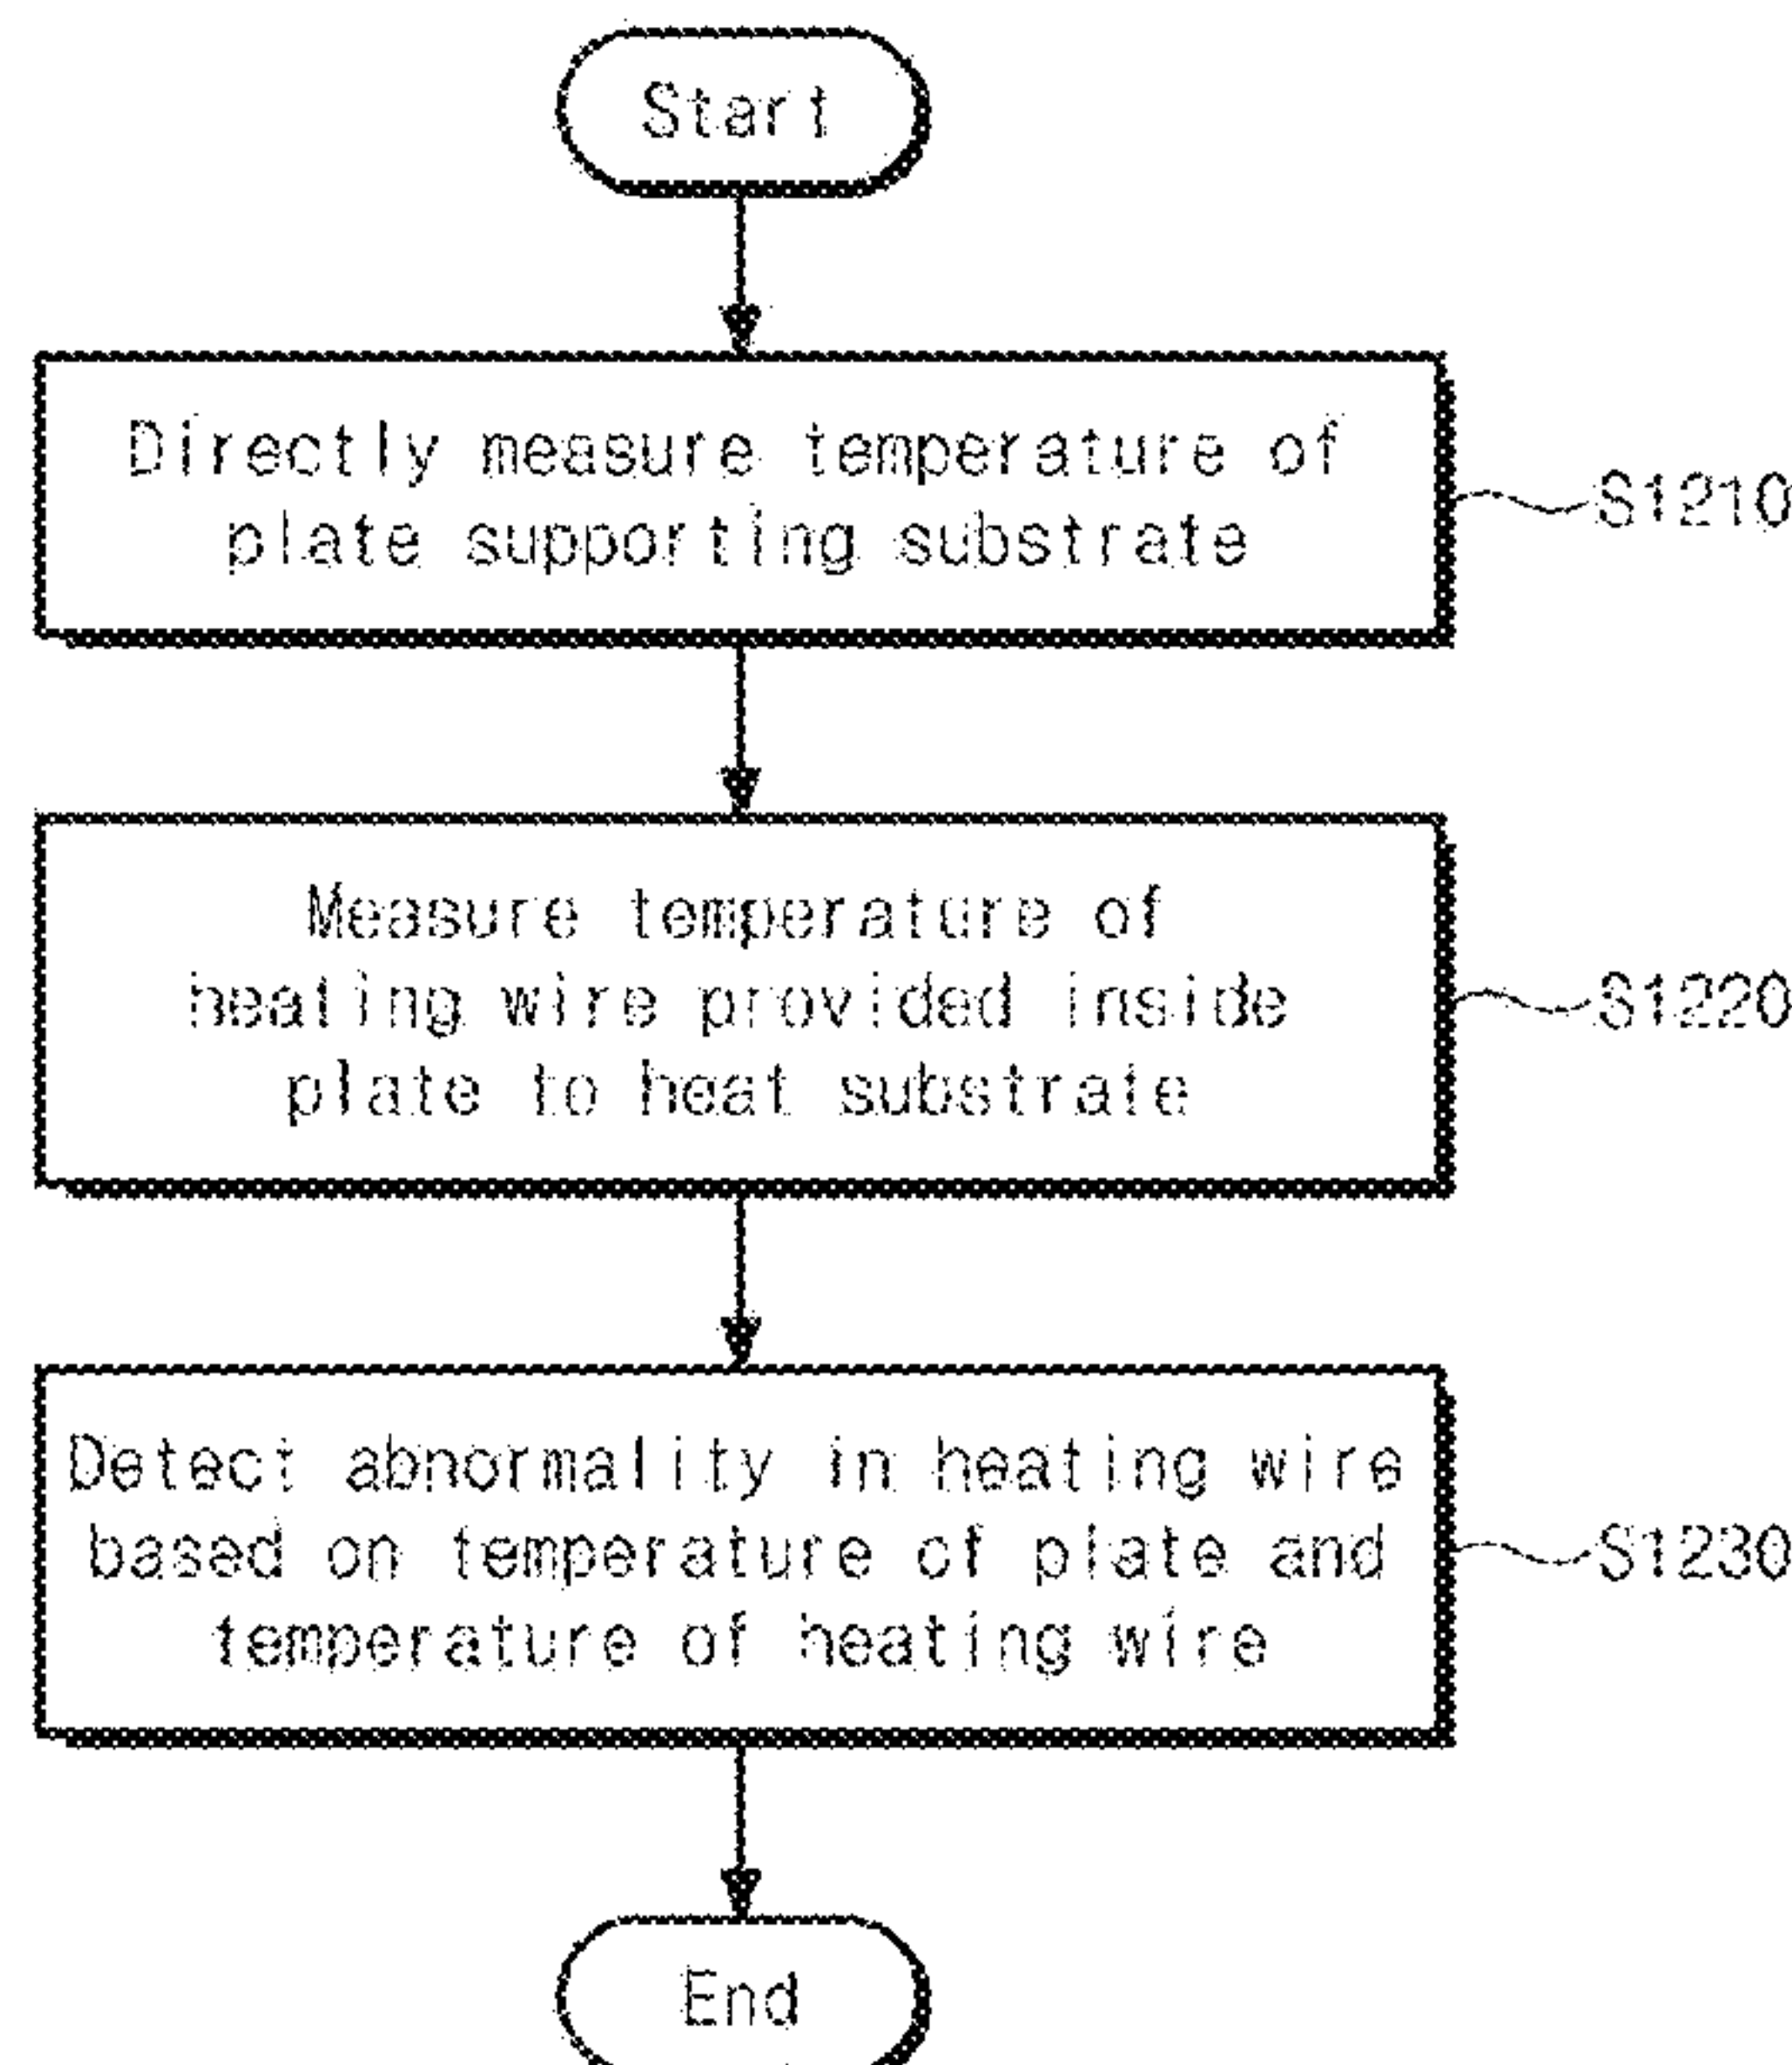 Start
Directly measure temperature of
plate supporting substrate
S1210
Measure temperature of
heating wire provided inside
plate to heat substrate
S1220
Detect abnormality in heating wire
based on temperature of plate and
temperature of heating wire
S1230
End